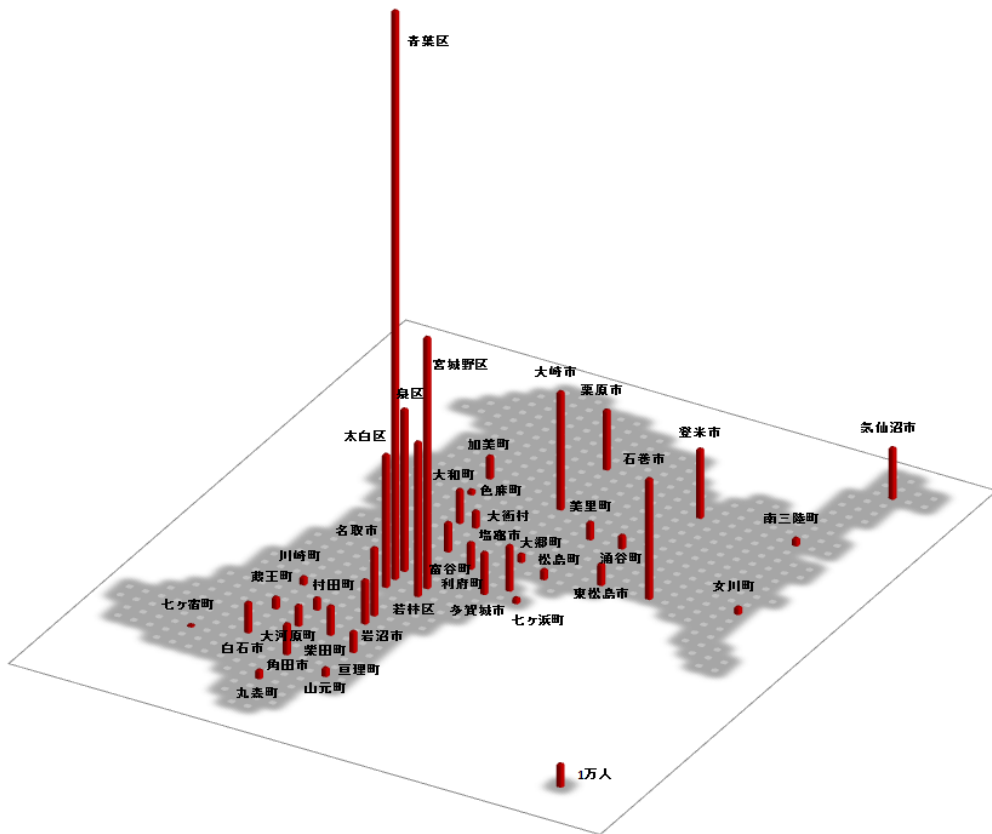 青葉区
宮城野区
泉区
大崎市
栗原市
太白区
登米市
気仙沼市
加美町
石巻市
大和町
色麻町
美里町
大衡村
南三陸町
名取市
塩竈市
大郷町
川崎町
松島町
涌谷町
富谷町
蔵王町
利府町
女川町
村田町
東松島市
七ヶ宿町
若林区
多賀城市
七ヶ浜町
大河原町
岩沼市
白石市
柴田町
角田市
亘理町
丸森町
山元町
1万人